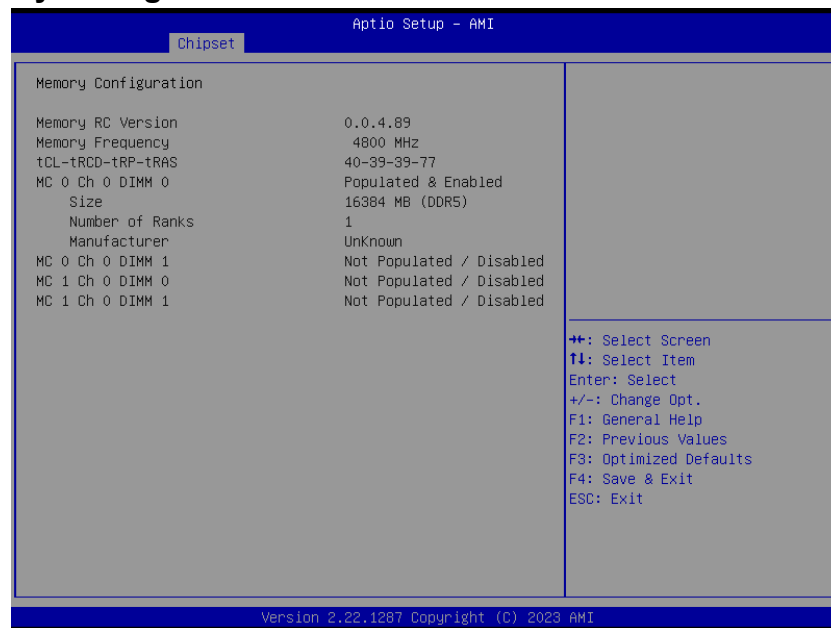 Aptio Setup – AMI
Chipset
Memory Configuration
Memory RC Version 0.0.4.89
Memory Frequency 4800 MHz
tCL-tRCD-tRP-tRAS 40-39-39-77
MC 0 Ch 0 DIMM 0 Populated & Enabled
Size 16384 MB (DDR5)
Number of Ranks 1
Manufacturer UnKnown
MC 0 Ch 0 DIMM 1 Not Populated / Disabled
MC 1 Ch 0 DIMM 0 Not Populated / Disabled
MC 1 Ch 0 DIMM 1 Not Populated / Disabled
→←: Select Screen
↑↓: Select Item
Enter: Select
+/-: Change Opt.
F1: General Help
F2: Previous Values
F3: Optimized Defaults
F4: Save & Exit
ESC: Exit
Version 2.22.1287 Copyright (C) 2023 AMI